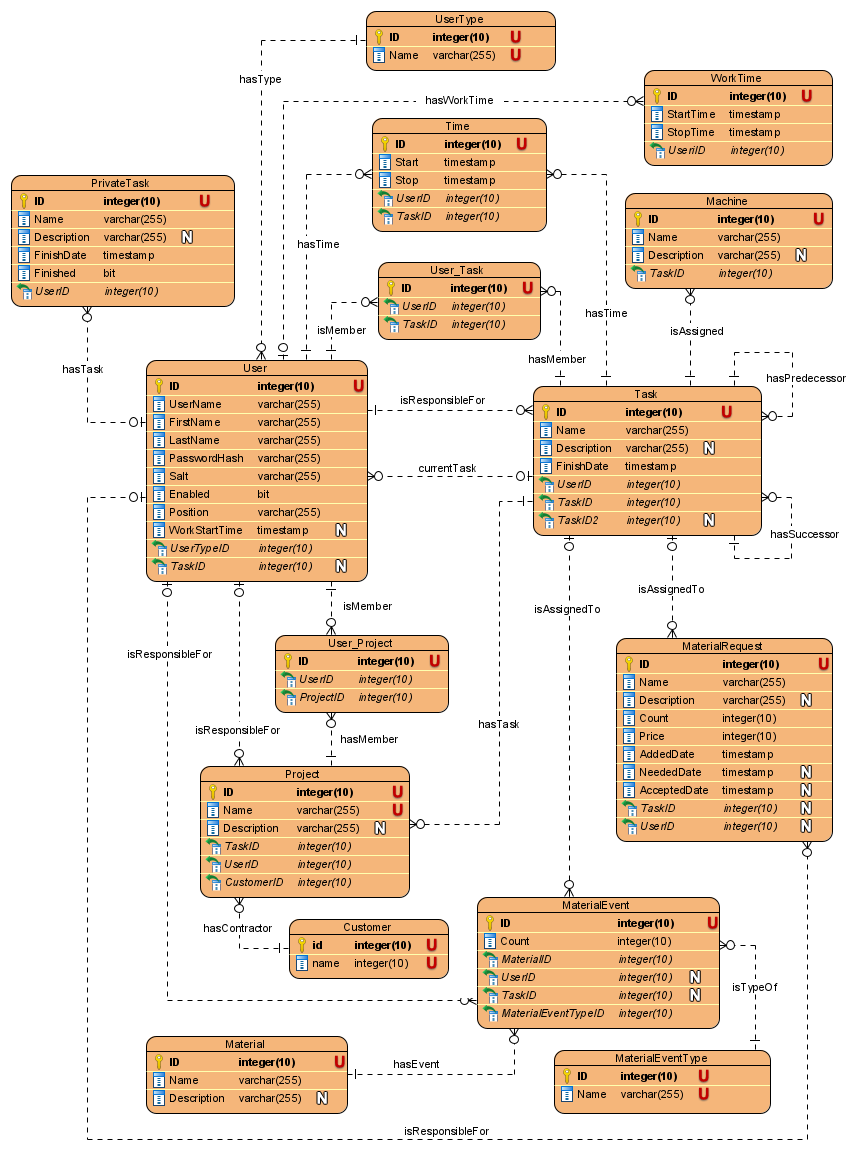 UserType
ID integer(10) U
Name varchar(255) U
hasType
WorkTime
ID integer(10) U
StartTime timestamp
StopTime timestamp
UserID integer(10)
hasWorkTime
Time
ID integer(10) U
Start timestamp
Stop timestamp
UserID integer(10)
TaskID integer(10)
PrivateTask
ID integer(10) U
Name varchar(255)
Description varchar(255) N
FinishDate timestamp
Finished bit
UserID integer(10)
Machine
ID integer(10) U
Name varchar(255)
Description varchar(255) N
TaskID integer(10)
hasTime
User_Task
ID integer(10) U
UserID integer(10)
TaskID integer(10)
isMember
hasTime
isAssigned
hasMember
hasTask
hasPredecessor
User
ID integer(10) U
UserName varchar(255)
FirstName varchar(255)
LastName varchar(255)
PasswordHash varchar(255)
Salt varchar(255)
Enabled bit
Position varchar(255)
WorkStartTime timestamp N
UserTypeID integer(10)
TaskID integer(10) N
isResponsibleFor
currentTask
Task
ID integer(10) U
Name varchar(255)
Description varchar(255) N
FinishDate timestamp
UserID integer(10)
TaskID integer(10)
TaskID2 integer(10) N
hasSuccessor
isAssignedTo
isAssignedTo
isMember
isResponsibleFor
User_Project
ID integer(10) U
UserID integer(10)
ProjectID integer(10)
MaterialRequest
ID integer(10) U
Name varchar(255)
Description varchar(255) N
Count integer(10)
Price integer(10)
AddedDate timestamp
NeededDate timestamp N
AcceptedDate timestamp N
TaskID integer(10) N
UserID integer(10) N
isResponsibleFor
hasMember
hasTask
Project
ID integer(10) U
Name varchar(255) U
Description varchar(255) N
TaskID integer(10)
UserID integer(10)
CustomerID integer(10)
hasContractor
Customer
id integer(10) U
name integer(10) U
MaterialEvent
ID integer(10) U
Count integer(10)
MaterialID integer(10)
UserID integer(10) N
TaskID integer(10) N
MaterialEventTypeID integer(10)
isTypeOf
Material
ID integer(10) U
Name varchar(255)
Description varchar(255) N
hasEvent
MaterialEventType
ID integer(10) U
Name varchar(255) U
isResponsibleFor